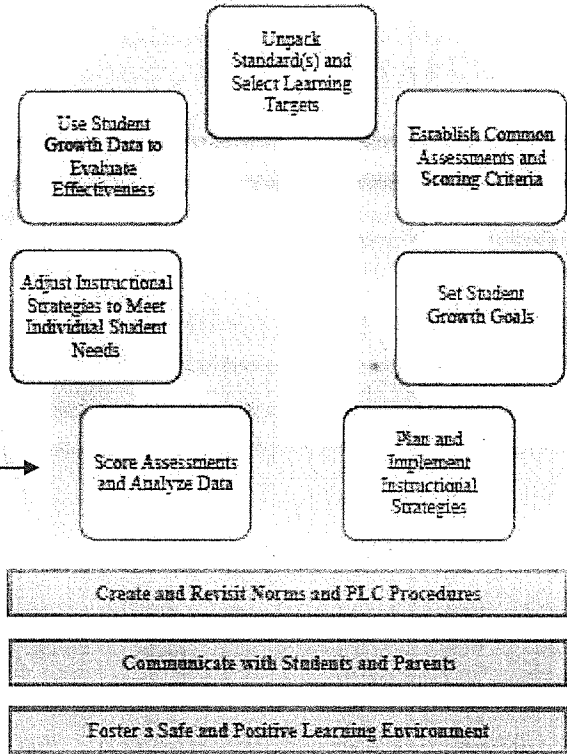 Unpack
Standard(s) and
Select Learning
Targets
Establish Common
Assessments and
Scoring Criteria
Set Student
Growth Goals
Plan and
Implement
Instructional
Strategies
Score Assessments
and Analyze Data
Adjust Instructional
Strategies to Meet
Individual Student
Needs
Use Student
Growth Data to
Evaluate
Effectiveness
Create and Revisit Norms and PLC Procedures
Communicate with Students and Parents
Foster a Safe and Positive Learning Environment